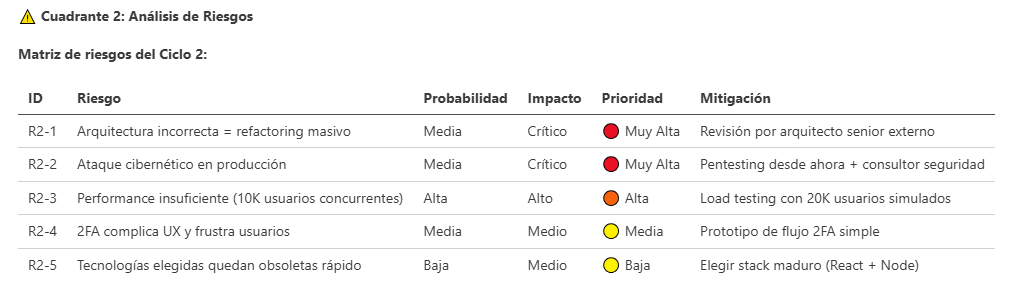 ⚠ Cuadrante 2: Análisis de Riesgos
Matriz de riesgos del Ciclo 2:
ID Riesgo Probabilidad Impacto Prioridad Mitigación
R2-1 Arquitectura incorrecta = refactoring masivo Media Crítico Muy Alta Revisión por arquitecto senior externo
R2-2 Ataque cibernético en producción Media Crítico Muy Alta Pentesting desde ahora + consultor seguridad
R2-3 Performance insuficiente (10K usuarios concurrentes) Alta Alto Alta Load testing con 20K usuarios simulados
R2-4 2FA complica UX y frustra usuarios Media Medio Media Prototipo de flujo 2FA simple
R2-5 Tecnologías elegidas quedan obsoletas rápido Baja Medio Baja Elegir stack maduro (React + Node)